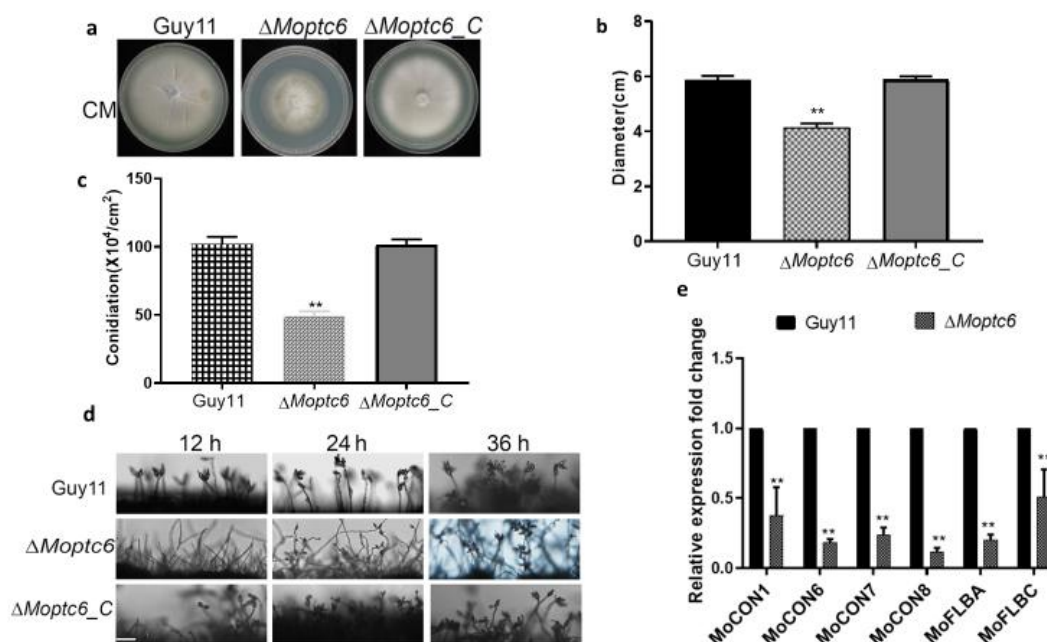 a
Guy11
ΔMoptc6
ΔMoptc6_C
CM
b
Diameter(cm)
8
6
4
2
0
**
Guy11
ΔMoptc6
ΔMoptc6_C
c
Conidiation(X10⁴/cm²)
150
100
50
0
**
Guy11
ΔMoptc6
ΔMoptc6_C
d
12 h
24 h
36 h
Guy11
ΔMoptc6
ΔMoptc6_C
e
Guy11
ΔMoptc6
Relative expression fold change
1.5
1.0
0.5
0.0
**
**
**
**
**
**
MoCON1
MoCON6
MoCON7
MoCON8
MoFLBA
MoFLBC